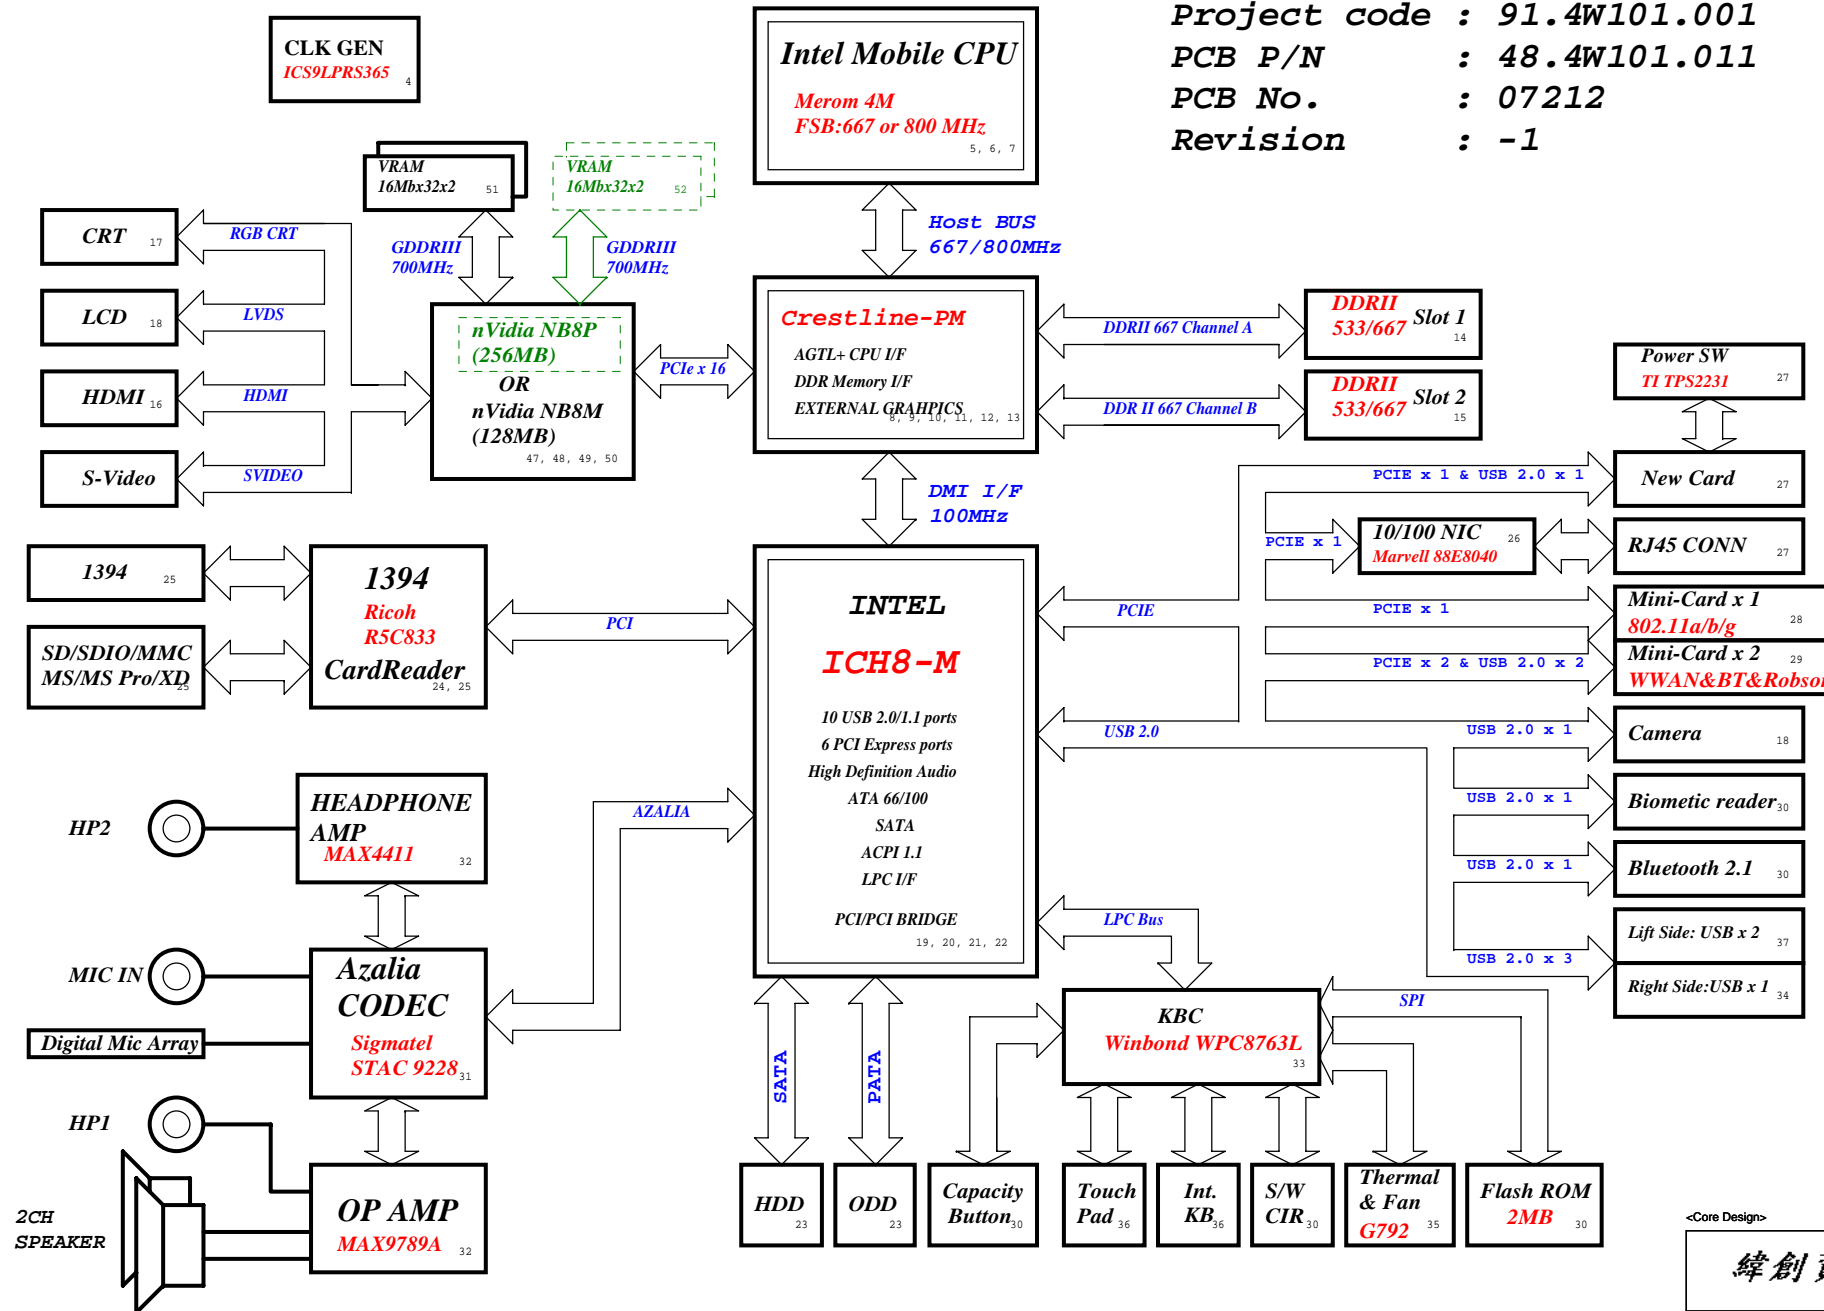 Project code : 91.4W101.001
PCB P/N : 48.4W101.011
PCB No. : 07212
Revision : -1
CLK GEN
ICS9LPRS365
4
Intel Mobile CPU
Merom 4M
FSB:667 or 800 MHz
5, 6, 7
VRAM
16Mbx32x2
51
VRAM
16Mbx32x2
52
GDDRIII
700MHz
GDDRIII
700MHz
Host BUS
667/800MHz
CRT
17
RGB CRT
LCD
18
LVDS
HDMI
16
HDMI
S-Video
SVIDEO
nVidia NB8P
(256MB)
OR
nVidia NB8M
(128MB)
47, 48, 49, 50
PCIe x 16
Crestline-PM
AGTL+ CPU I/F
DDR Memory I/F
EXTERNAL GRAHPICS
8, 9, 10, 11, 12, 13
DDRII 667 Channel A
DDRII
533/667
Slot 1
14
DDR II 667 Channel B
DDRII
533/667
Slot 2
15
Power SW
TI TPS2231
27
DMI I/F
100MHz
PCIE x 1 & USB 2.0 x 1
New Card
27
PCIE x 1
10/100 NIC
Marvell 88E8040
26
RJ45 CONN
27
1394
25
SD/SDIO/MMC
MS/MS Pro/XD
25
1394
Ricoh
R5C833
CardReader
24, 25
PCI
INTEL
ICH8-M
10 USB 2.0/1.1 ports
6 PCI Express ports
High Definition Audio
ATA 66/100
SATA
ACPI 1.1
LPC I/F
PCI/PCI BRIDGE
19, 20, 21, 22
PCIE
PCIE x 1
Mini-Card x 1
802.11a/b/g
28
PCIE x 2 & USB 2.0 x 2
Mini-Card x 2
29
WWAN&BT&Robson
USB 2.0
USB 2.0 x 1
Camera
18
USB 2.0 x 1
Biometic reader
30
USB 2.0 x 1
Bluetooth 2.1
30
Lift Side: USB x 2
37
USB 2.0 x 3
Right Side:USB x 1
34
HP2
HEADPHONE
AMP
MAX4411
32
AZALIA
MIC IN
Digital Mic Array
Azalia
CODEC
Sigmatel
STAC 9228
31
HP1
2CH
SPEAKER
OP AMP
MAX9789A
32
LPC Bus
SATA
PATA
KBC
Winbond WPC8763L
33
SPI
HDD
23
ODD
23
Capacity
Button
30
Touch
Pad
36
Int.
KB
36
S/W
CIR
30
Thermal
& Fan
G792
35
Flash ROM
2MB
30
<Core Design>
緯創資